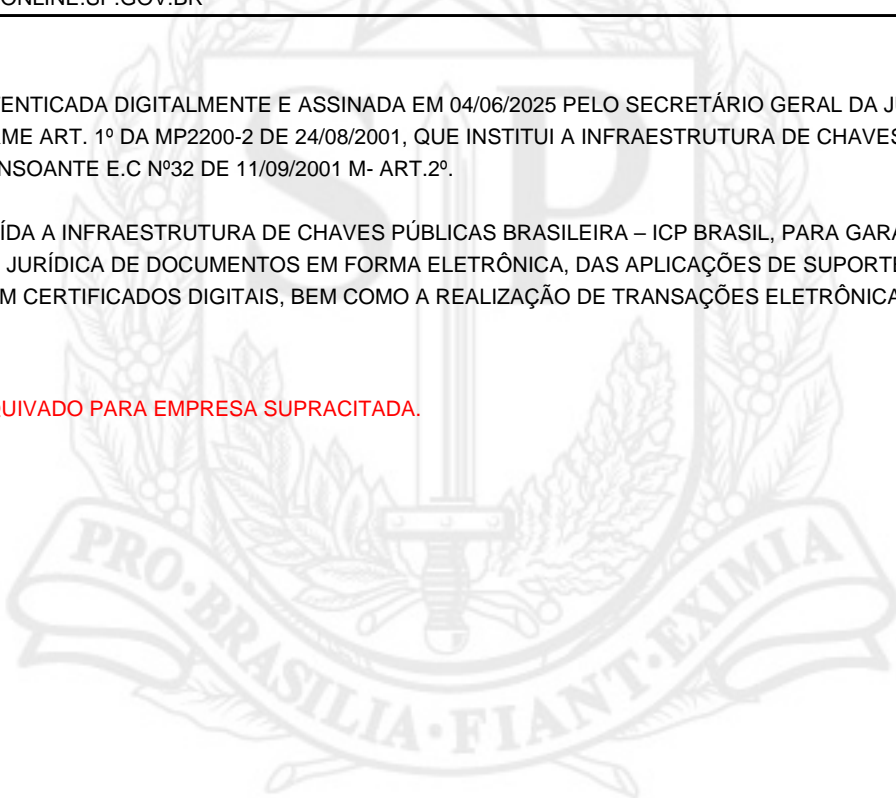 ONLINE.SP.GOV.BR
ENTICADA DIGITALMENTE E ASSINADA EM 04/06/2025 PELO SECRETÁRIO GERAL DA J
ME ART. 1º DA MP2200-2 DE 24/08/2001, QUE INSTITUI A INFRAESTRUTURA DE CHAVES
NSOANTE E.C Nº32 DE 11/09/2001 M- ART.2º.
ÍDA A INFRAESTRUTURA DE CHAVES PÚBLICAS BRASILEIRA – ICP BRASIL, PARA GARA
JURÍDICA DE DOCUMENTOS EM FORMA ELETRÔNICA, DAS APLICAÇÕES DE SUPORTE
M CERTIFICADOS DIGITAIS, BEM COMO A REALIZAÇÃO DE TRANSAÇÕES ELETRÔNICA
UIVADO PARA EMPRESA SUPRACITADA.
SP
PRO·BRASILIA·FIANT·EXIMIA